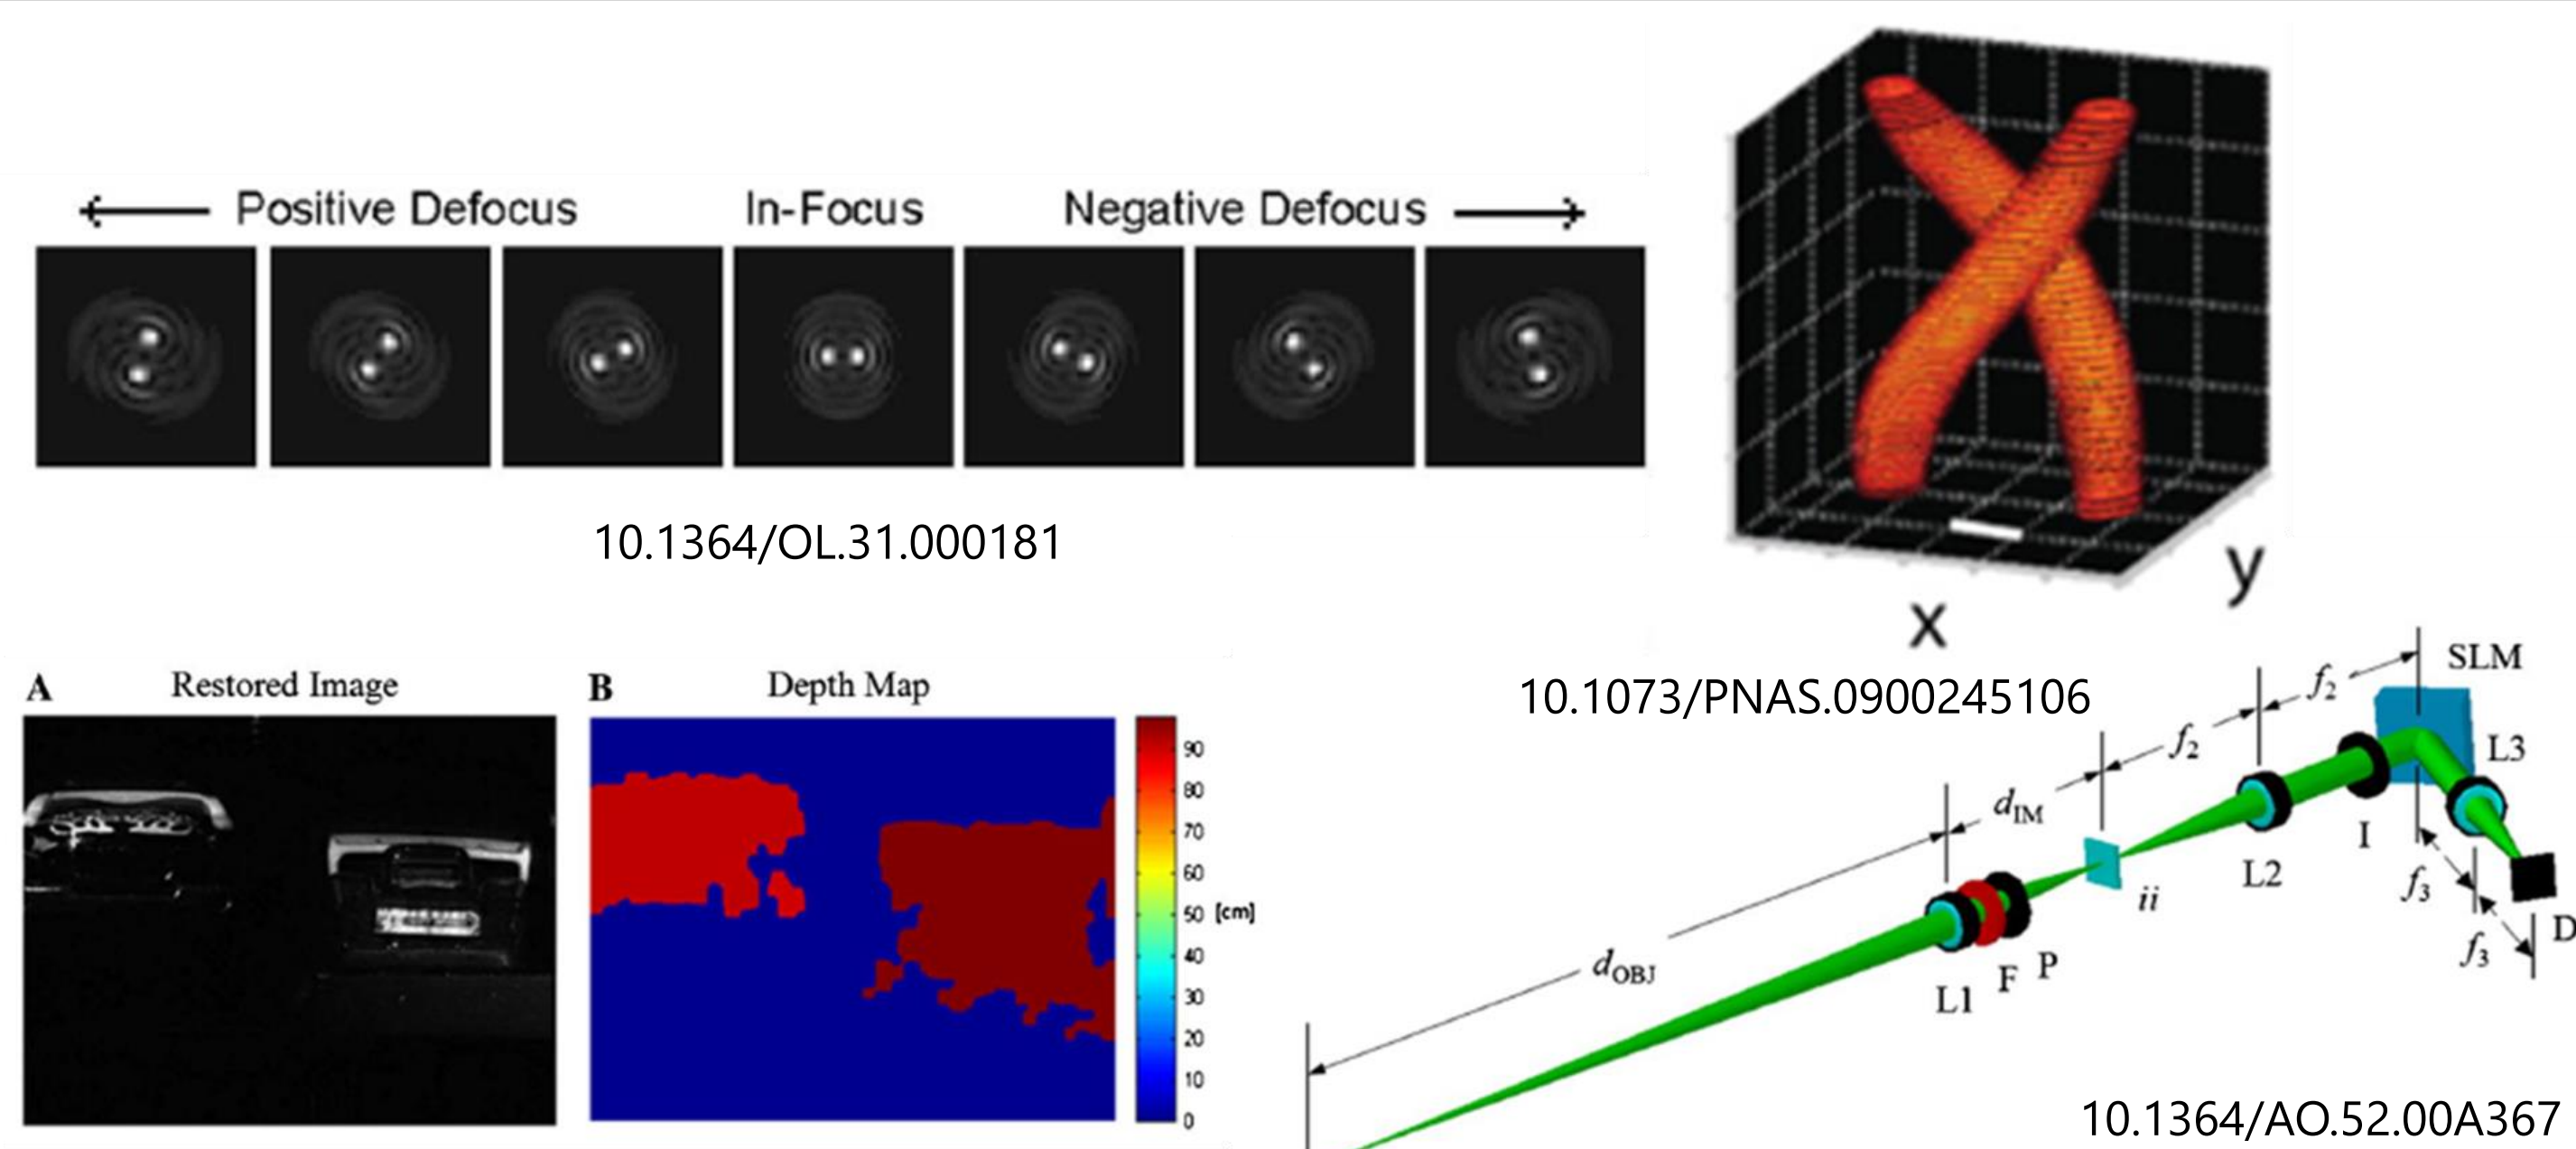 Positive Defocus
In-Focus
Negative Defocus
10.1364/OL.31.000181
x
y
10.1073/PNAS.0900245106
A
Restored Image
B
Depth Map
90
80
70
60
50 [cm]
40
30
20
10
0
SLM
f2
f2
dIM
L3
I
L2
ii
f3
f3
D
dOBJ
L1
F
P
10.1364/AO.52.00A367